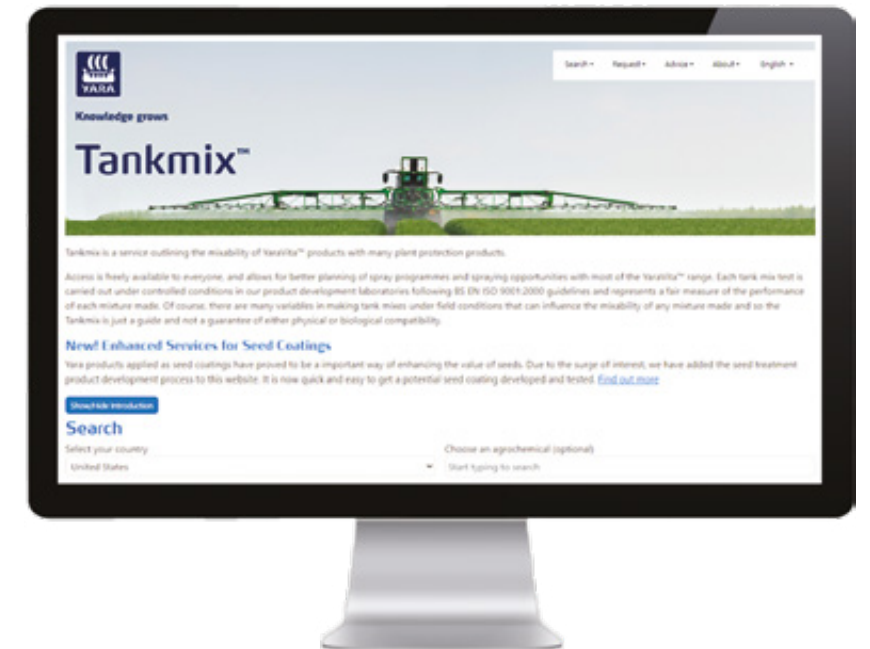 YARA
Knowledge grows
Search
Request
Advice
About
English
Tankmix™
Tankmix is a service outlining the mixability of YaraVita™ products with many plant protection products.
Access is freely available to everyone, and allows for better planning of spray programmes and spraying opportunities with most of the YaraVita™ range. Each tank mix test is
carried out under controlled conditions in our product development laboratories following BS EN ISO 9001:2000 guidelines and represents a fair measure of the performance
of each mixture made. Of course, there are many variables in making tank mixes under field conditions that can influence the mixability of any mixture made and so the
Tankmix is just a guide and not a guarantee of either physical or biological compatibility.
New! Enhanced Services for Seed Coatings
Yara products applied as seed coatings have proved to be a important way of enhancing the value of seeds. Due to the surge of interest, we have added the seed treatment
product development process to this website. It is now quick and easy to get a potential seed coating developed and tested. Find out more
Show/Hide Introduction
Search
Select your country
Choose an agrochemical (optional)
United States
Start typing to search